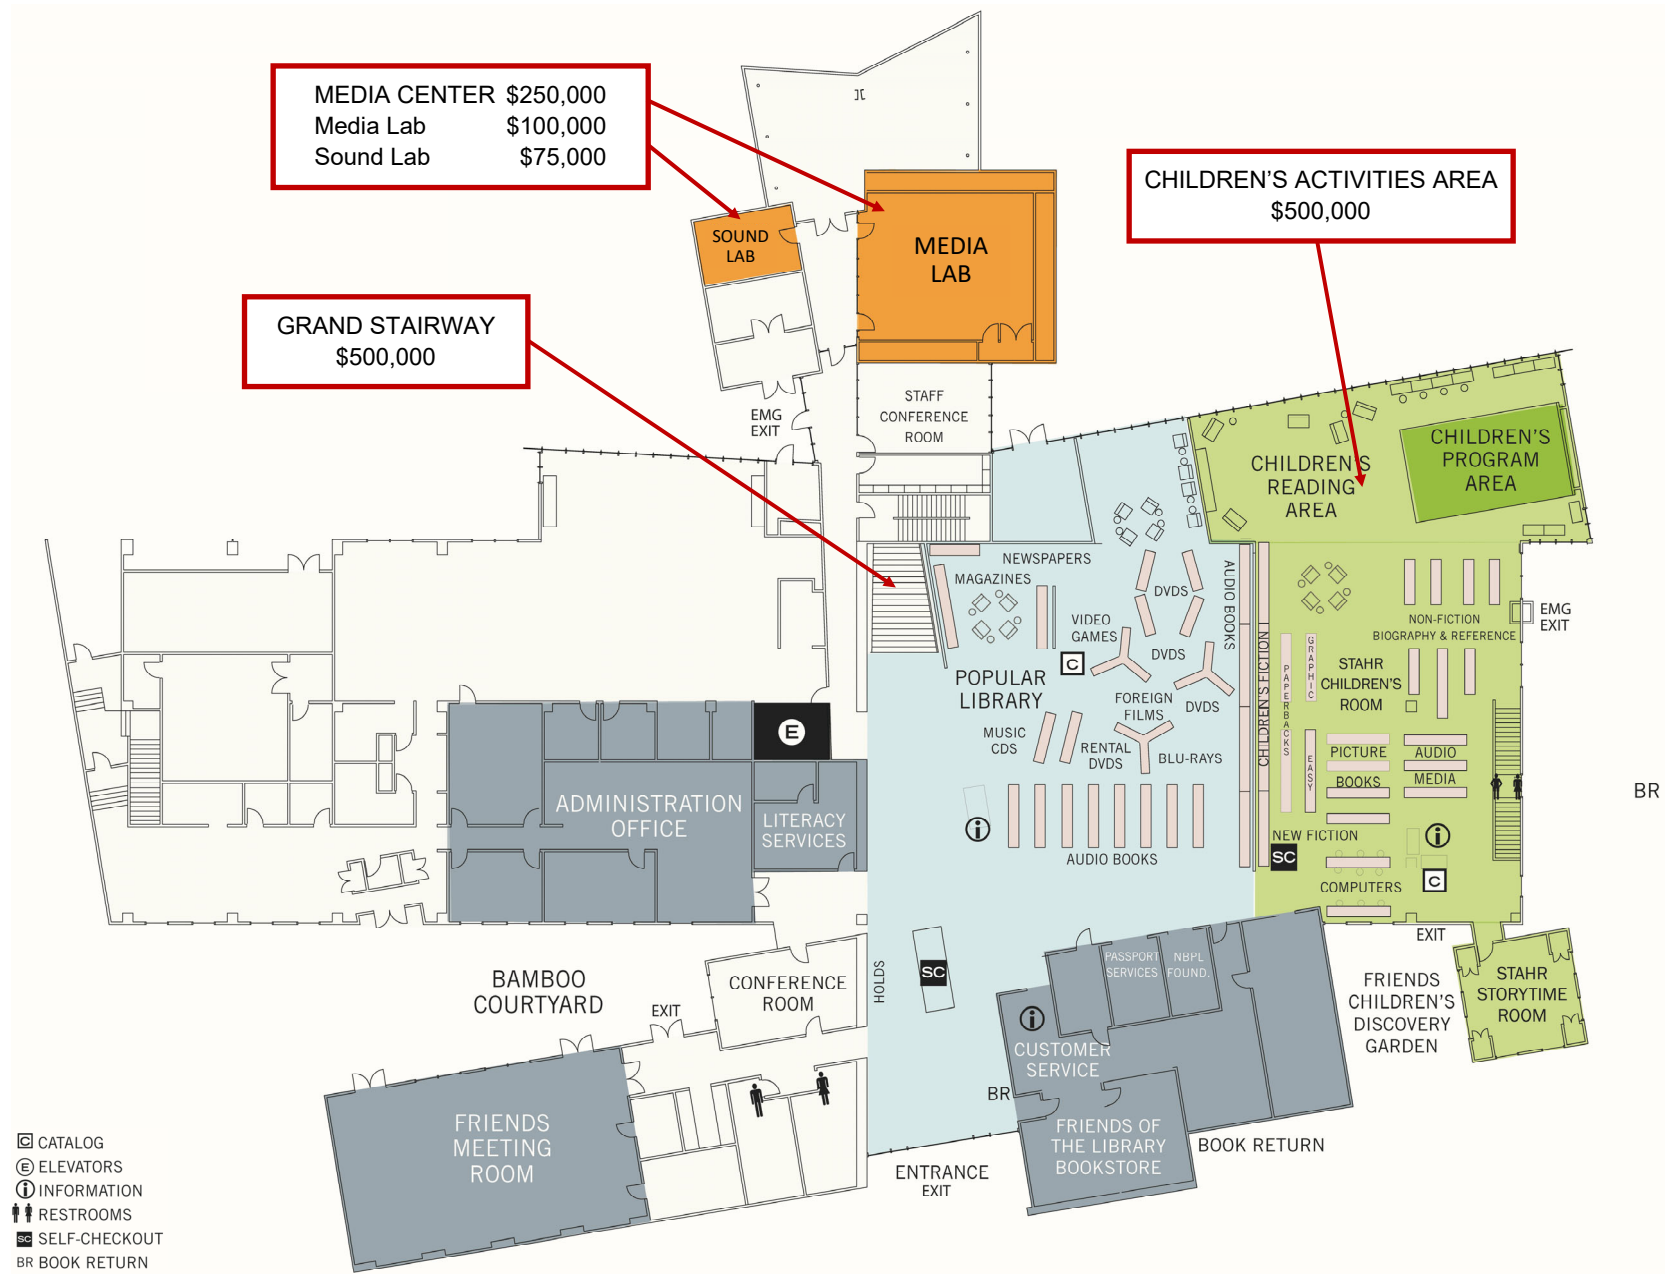 MEDIA CENTER $250,000
Media Lab $100,000
Sound Lab $75,000
CHILDREN'S ACTIVITIES AREA
$500,000
SOUND
LAB
MEDIA
LAB
GRAND STAIRWAY
$500,000
EMG
EXIT
STAFF
CONFERENCE
ROOM
CHILDREN'S
READING
AREA
CHILDREN'S
PROGRAM
AREA
NEWSPAPERS
MAGAZINES
VIDEO
GAMES
DVDS
AUDIO BOOKS
C
DVDS
POPULAR
LIBRARY
FOREIGN
FILMS
DVDS
MUSIC
CDS
RENTAL
DVDS
BLU-RAYS
AUDIO BOOKS
CHILDREN'S FICTION
PAPERBACKS
GRAPHIC
EASY
NON-FICTION
BIOGRAPHY & REFERENCE
EMG
EXIT
STAHR
CHILDREN'S
ROOM
PICTURE
BOOKS
AUDIO
MEDIA
BR
NEW FICTION
SC
i
COMPUTERS
C
E
ADMINISTRATION
OFFICE
LITERACY
SERVICES
i
EXIT
BAMBOO
COURTYARD
EXIT
CONFERENCE
ROOM
HOLDS
SC
PASSPORT
SERVICES
NBPL
FOUND.
i
CUSTOMER
SERVICE
BR
FRIENDS
CHILDREN'S
DISCOVERY
GARDEN
STAHR
STORYTIME
ROOM
FRIENDS
MEETING
ROOM
FRIENDS OF
THE LIBRARY
BOOKSTORE
BOOK RETURN
ENTRANCE
EXIT
C CATALOG
E ELEVATORS
i INFORMATION
RESTROOMS
SC SELF-CHECKOUT
BR BOOK RETURN